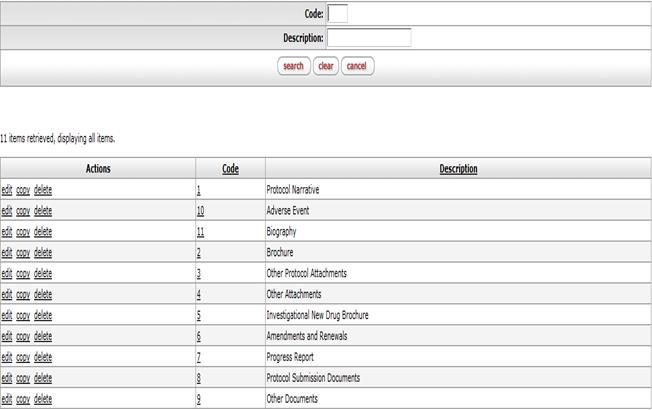 Code:
Description:
search clear cancel
11 items retrieved, displaying all items.
Actions Code Description
edit copy delete 1 Protocol Narrative
edit copy delete 10 Adverse Event
edit copy delete 11 Biography
edit copy delete 2 Brochure
edit copy delete 3 Other Protocol Attachments
edit copy delete 4 Other Attachments
edit copy delete 5 Investigational New Drug Brochure
edit copy delete 6 Amendments and Renewals
edit copy delete 7 Progress Report
edit copy delete 8 Protocol Submission Documents
edit copy delete 9 Other Documents